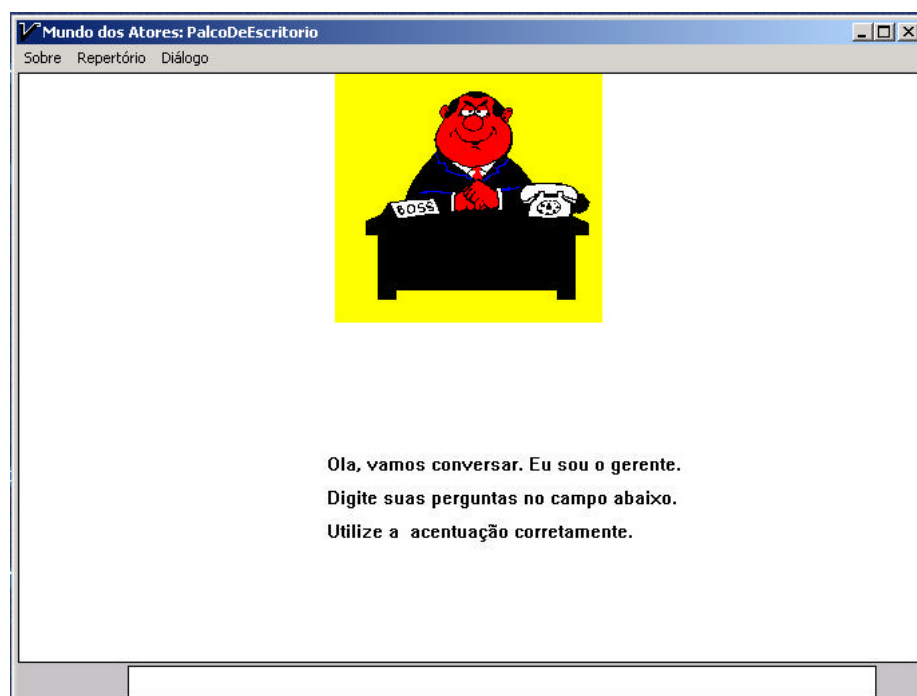 Mundo dos Atores: PalcoDeEscritorio
Sobre Repertório Diálogo
BOSS
Ola, vamos conversar. Eu sou o gerente.
Digite suas perguntas no campo abaixo.
Utilize a  acentuação corretamente.